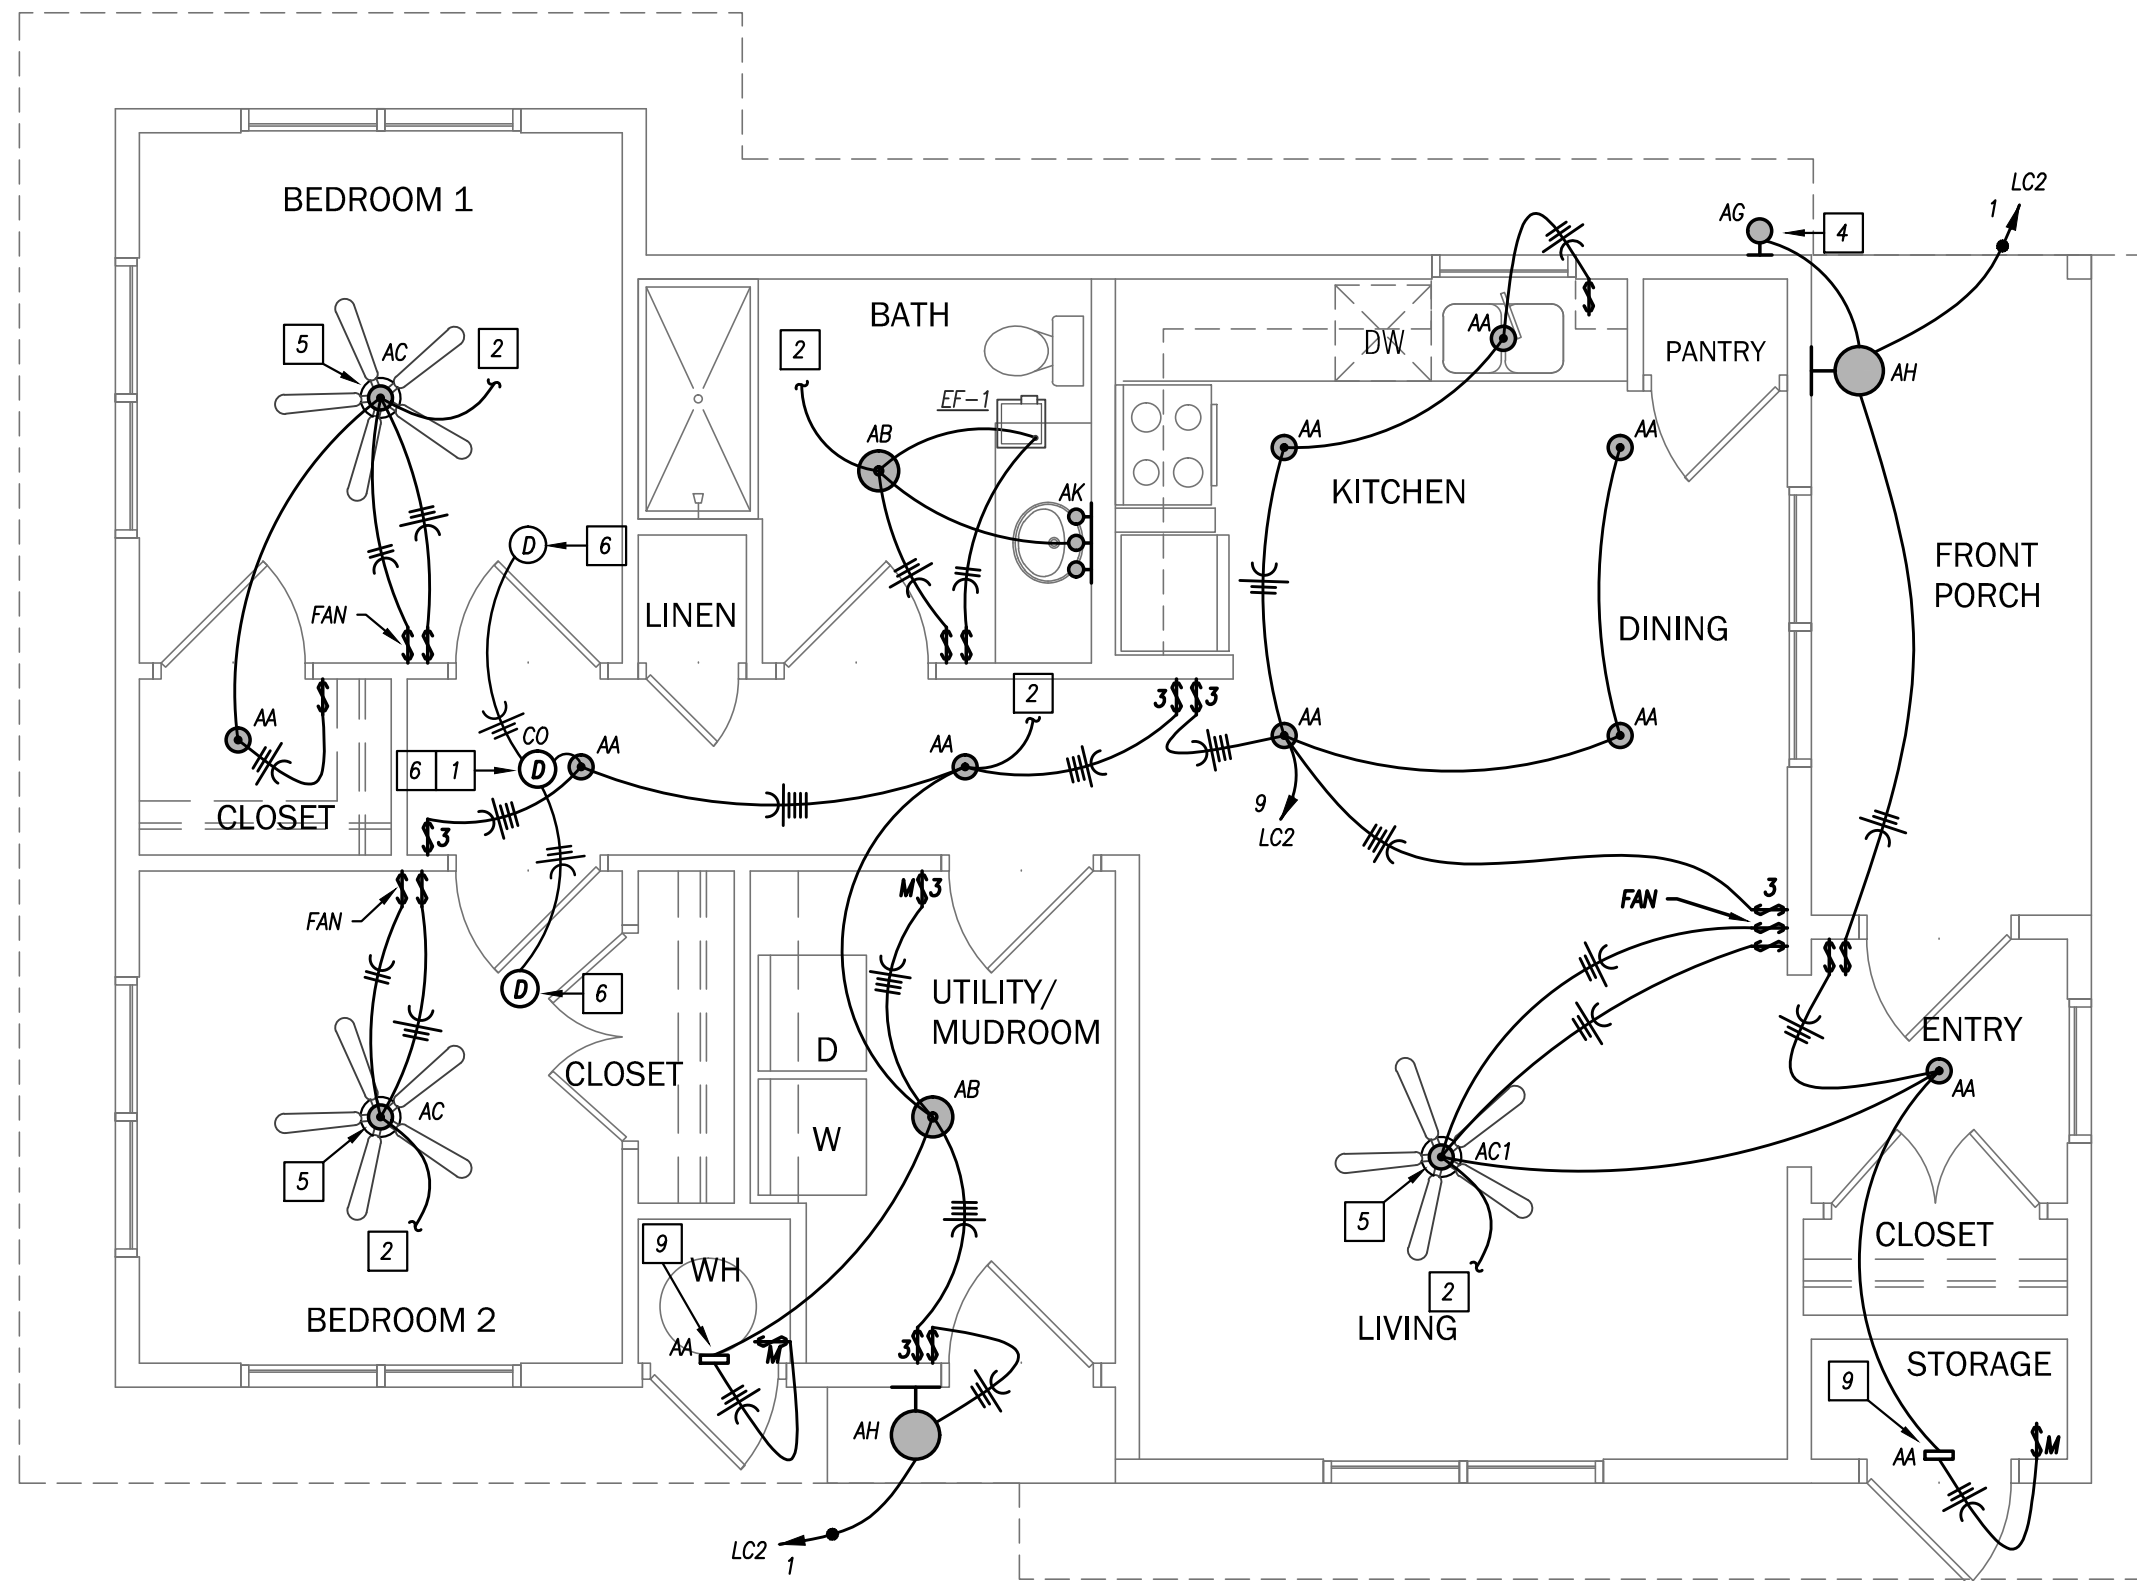 LC2
1
BEDROOM 1
AG
4
BATH
AA
DW
PANTRY
5
AC
2
2
AH
EF-1
AB
AA
AA
AK
KITCHEN
D
6
FRONT
PORCH
FAN
LINEN
DINING
2
3
3
AA
CO
AA
AA
AA
AA
6
1
D
9
LC2
CLOSET
3
M
3
3
FAN
FAN
D
6
UTILITY/
MUDROOM
ENTRY
D
CLOSET
AA
AB
AC
W
AC1
5
5
2
9
WH
CLOSET
2
BEDROOM 2
LIVING
AA
M
3
STORAGE
9
AH
AA
M
LC2
1